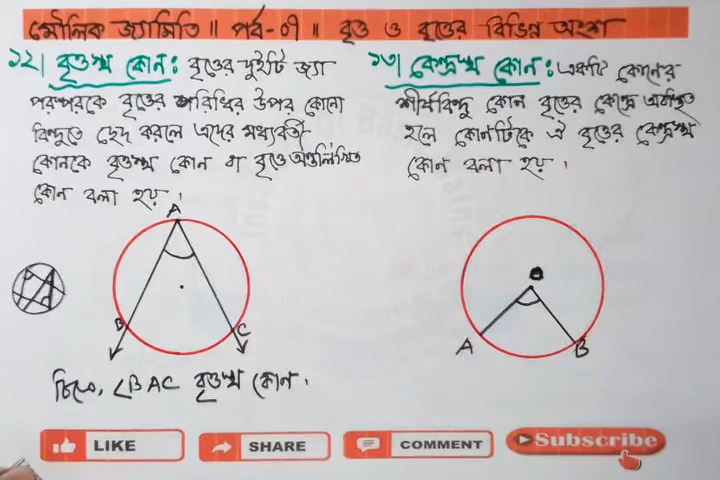 মৌলিক জ্যামিতি ॥ পর্ব-০৭ ॥ বৃত্ত ও বৃত্তের বিভিন্ন অংশ
১২। বৃত্তস্থ কোন: বৃত্তের দুইটি জ্যা
পরস্পরকে বৃত্তের পরিধির উপর কোনো
বিন্দুতে ছেদ করলে এদের মধ্যবর্তী
কোনকে বৃত্তস্থ কোন বা বৃত্তে অন্তর্লিখিত
কোন বলা হয়।
১৩। কেন্দ্রস্থ কোন: একটি কোনের
শীর্ষবিন্দু কোন বৃত্তের কেন্দ্রে অবস্থিত
হলে কোনটিকে ঐ বৃত্তের কেন্দ্রস্থ
কোন বলা হয়।
A
B
C
A
B
চিত্রে, ∠BAC বৃত্তস্থ কোন।
LIKE
SHARE
COMMENT
Subscribe